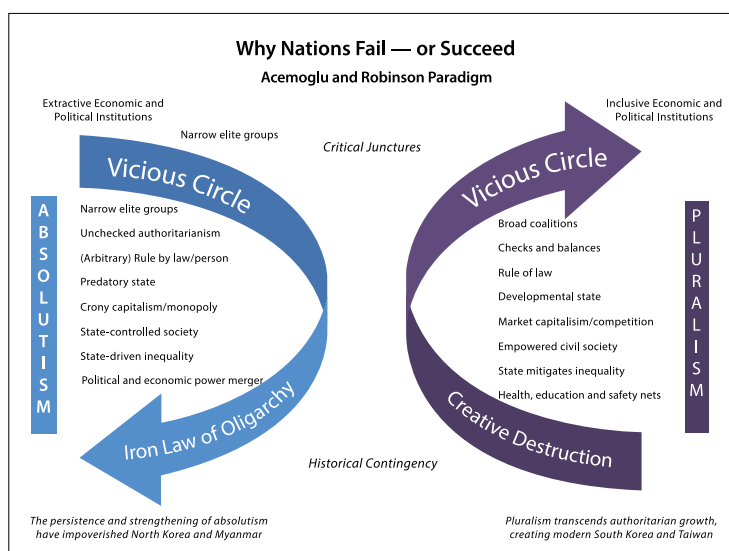 Why Nations Fail — or Succeed
Acemoglu and Robinson Paradigm
Extractive Economic and
Political Institutions
Narrow elite groups
Critical Junctures
Inclusive Economic and
Political Institutions
Vicious Circle
Vicious Circle
ABSOLUTISM
Narrow elite groups
Unchecked authoritarianism
(Arbitrary) Rule by law/person
Predatory state
Crony capitalism/monopoly
State-controlled society
State-driven inequality
Political and economic power merger
Iron Law of Oligarchy
Broad coalitions
Checks and balances
Rule of law
Developmental state
Market capitalisim/competition
Empowered civil society
State mitigates inequality
Health, education and safety nets
PLURALISM
Creative Destruction
Historical Contingency
The persistence and strengthening of absolutism
have impoverished North Korea and Myanmar
Pluralism transcends authoritarian growth,
creating modern South Korea and Taiwan